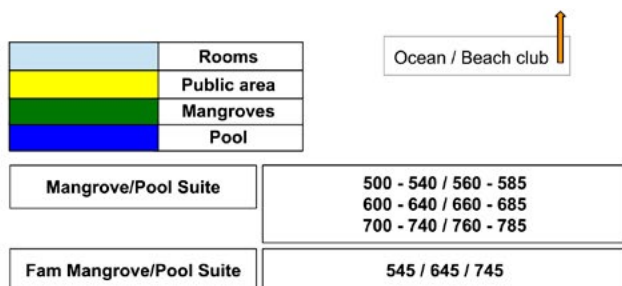 Rooms
Public area
Mangroves
Pool
Ocean / Beach club
Mangrove/Pool Suite
500 - 540 / 560 - 585
600 - 640 / 660 - 685
700 - 740 / 760 - 785
Fam Mangrove/Pool Suite
545 / 645 / 745